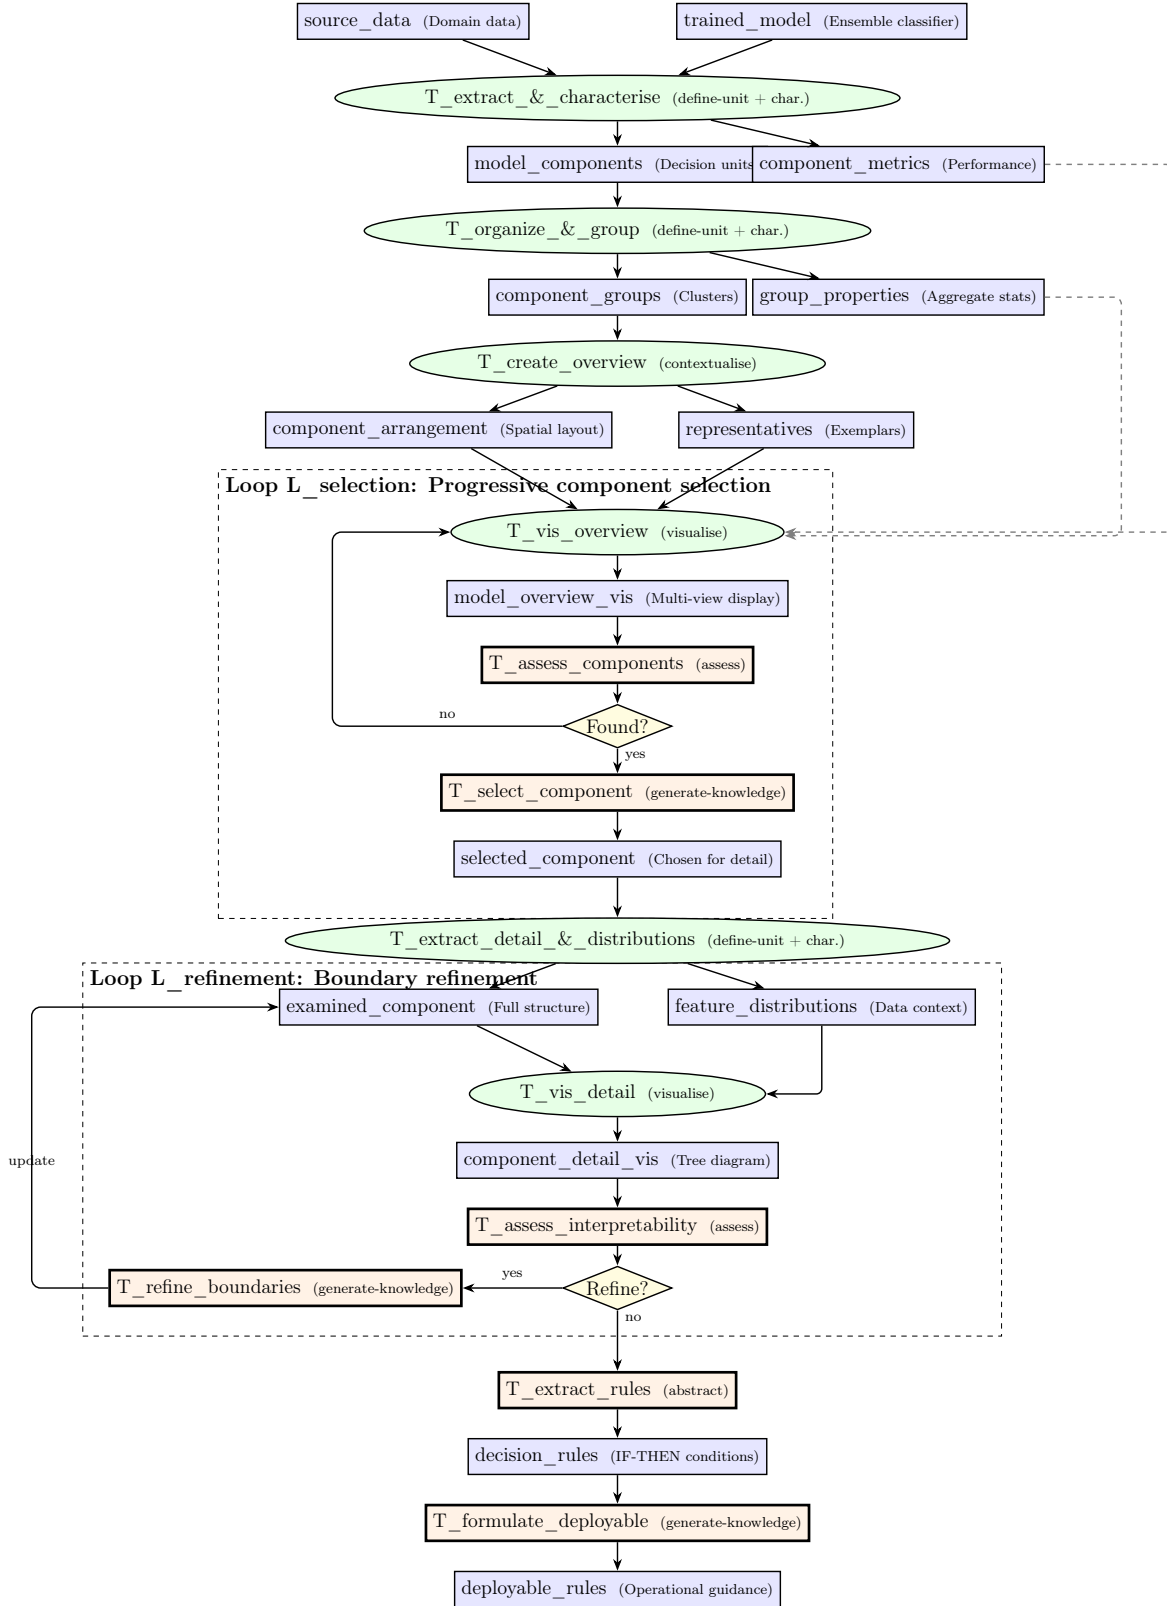 source_data (Domain data)
trained_model (Ensemble classifier)
T_extract_&_characterise (define-unit + char.)
model_components (Decision units
component_metrics (Performance)
T_organize_&_group (define-unit + char.)
component_groups (Clusters)
group_properties (Aggregate stats)
T_create_overview (contextualise)
component_arrangement (Spatial layout)
representatives (Exemplars)
Loop L_selection: Progressive component selection
T_vis_overview (visualise)
model_overview_vis (Multi-view display)
T_assess_components (assess)
no
Found?
yes
T_select_component (generate-knowledge)
selected_component (Chosen for detail)
T_extract_detail_&_distributions (define-unit + char.)
Loop L_refinement: Boundary refinement
examined_component (Full structure)
feature_distributions (Data context)
T_vis_detail (visualise)
update
component_detail_vis (Tree diagram)
T_assess_interpretability (assess)
T_refine_boundaries (generate-knowledge)
yes
Refine?
no
T_extract_rules (abstract)
decision_rules (IF-THEN conditions)
T_formulate_deployable (generate-knowledge)
deployable_rules (Operational guidance)